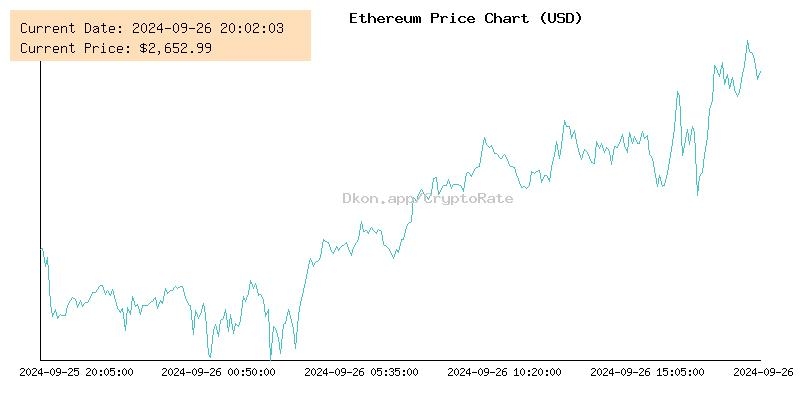 Ethereum Price Chart (USD)
Current Date: 2024-09-26 20:02:03
Current Price: $2,652.99
Dkon.app/CryptoRate
2024-09-25 20:05:00 2024-09-26 00:50:00 2024-09-26 05:35:00 2024-09-26 10:20:00 2024-09-26 15:05:00 2024-09-26